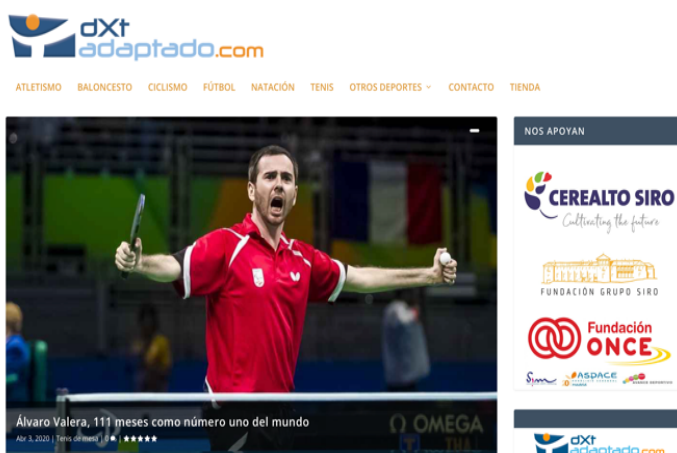 dxt
adaptado.com
ATLETISMO BALONCESTO CICLISMO FÚTBOL NATACIÓN TENIS OTROS DEPORTES CONTACTO TIENDA
NOS APOYAN
CEREALTO SIRO
Cultivating the future
FUNDACIÓN GRUPO SIRO
Fundación
ONCE
ASPACE
OMEGA
Álvaro Valera, 111 meses como número uno del mundo
Abr 3, 2020 | Tenis de mesa | 0 |
dxt
adaptado.com